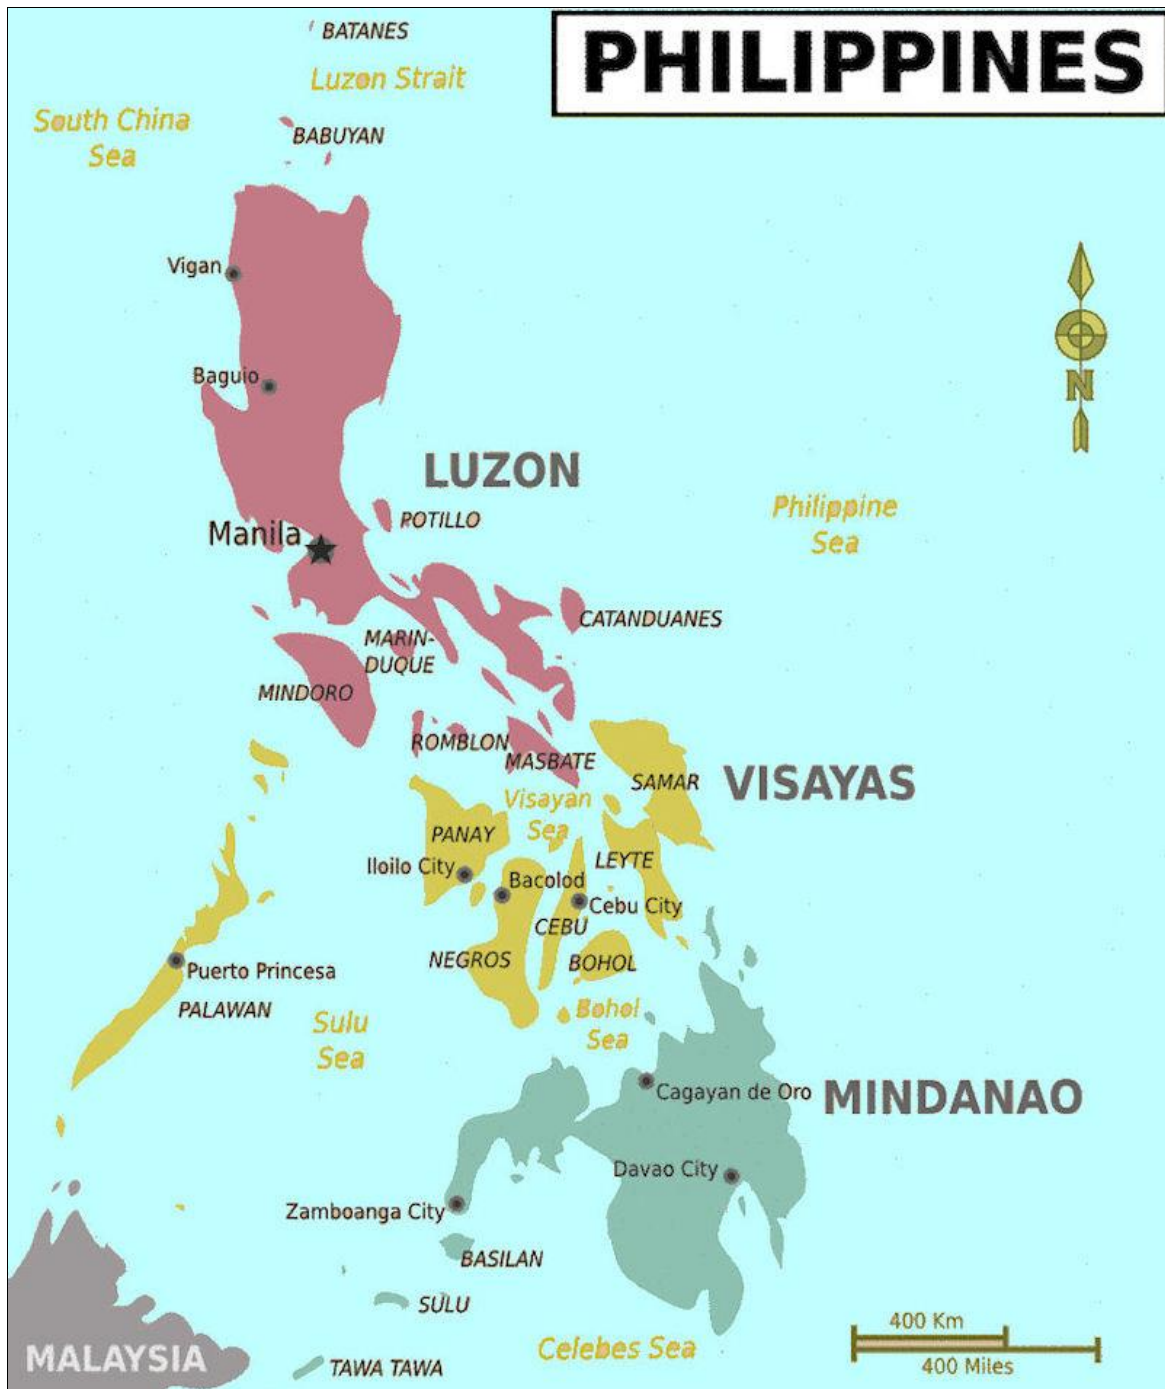 BATANES
PHILIPPINES
Luzon Strait
South China
Sea
BABUYAN
Vigan
Baguio
N
LUZON
Philippine
Sea
POTILLO
Manila
CATANDUANES
MARIN-
DUQUE
MINDORO
ROMBLON
MASBATE
SAMAR
VISAYAS
Visayan
Sea
PANAY
LEYTE
Iloilo City
Bacolod
Cebu City
CEBU
NEGROS
BOHOL
Puerto Princesa
PALAWAN
Sulu
Sea
Bohol
Sea
Cagayan de Oro
MINDANAO
Davao City
Zamboanga City
BASILAN
SULU
400 Km
Celebes Sea
400 Miles
MALAYSIA
TAWA TAWA